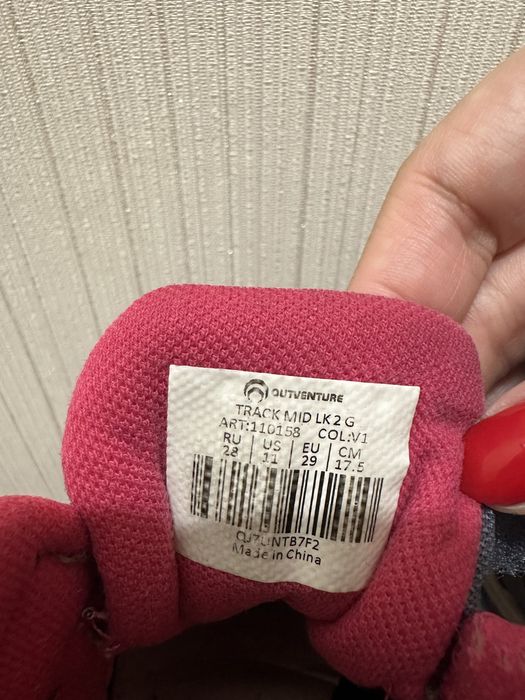 OUTVENTURE
TRACK MID LK 2 G
ART:110158 COL:V1
RU US EU CM
28 11 29 17.5
Made in China